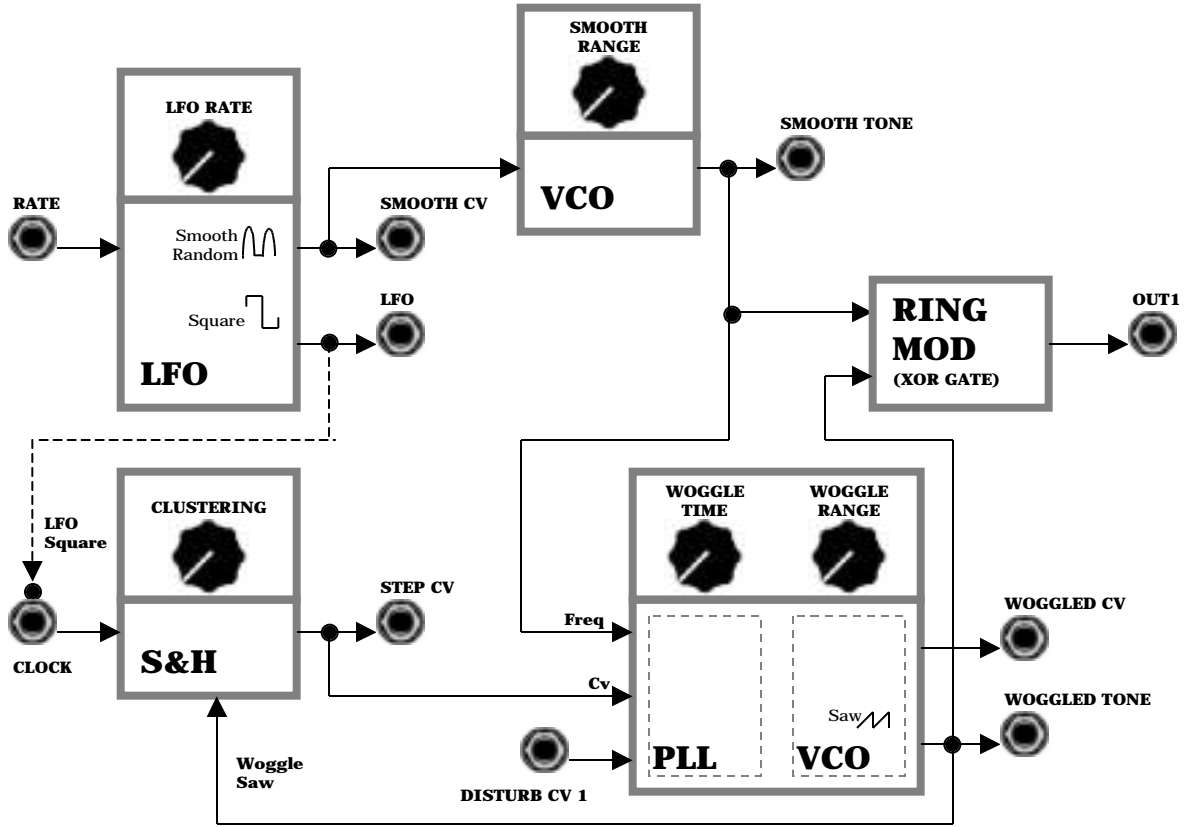 SMOOTH
RANGE
VCO
SMOOTH TONE
LFO RATE
RATE
Smooth
Random
Square
LFO
SMOOTH CV
LFO
RING
MOD
(XOR GATE)
OUT1
LFO
Square
CLOCK
CLUSTERING
S&H
STEP CV
Woggle
Saw
WOGGLE
TIME
WOGGLE
RANGE
Freq
Cv
DISTURB CV 1
PLL
Saw
VCO
WOGGLED CV
WOGGLED TONE